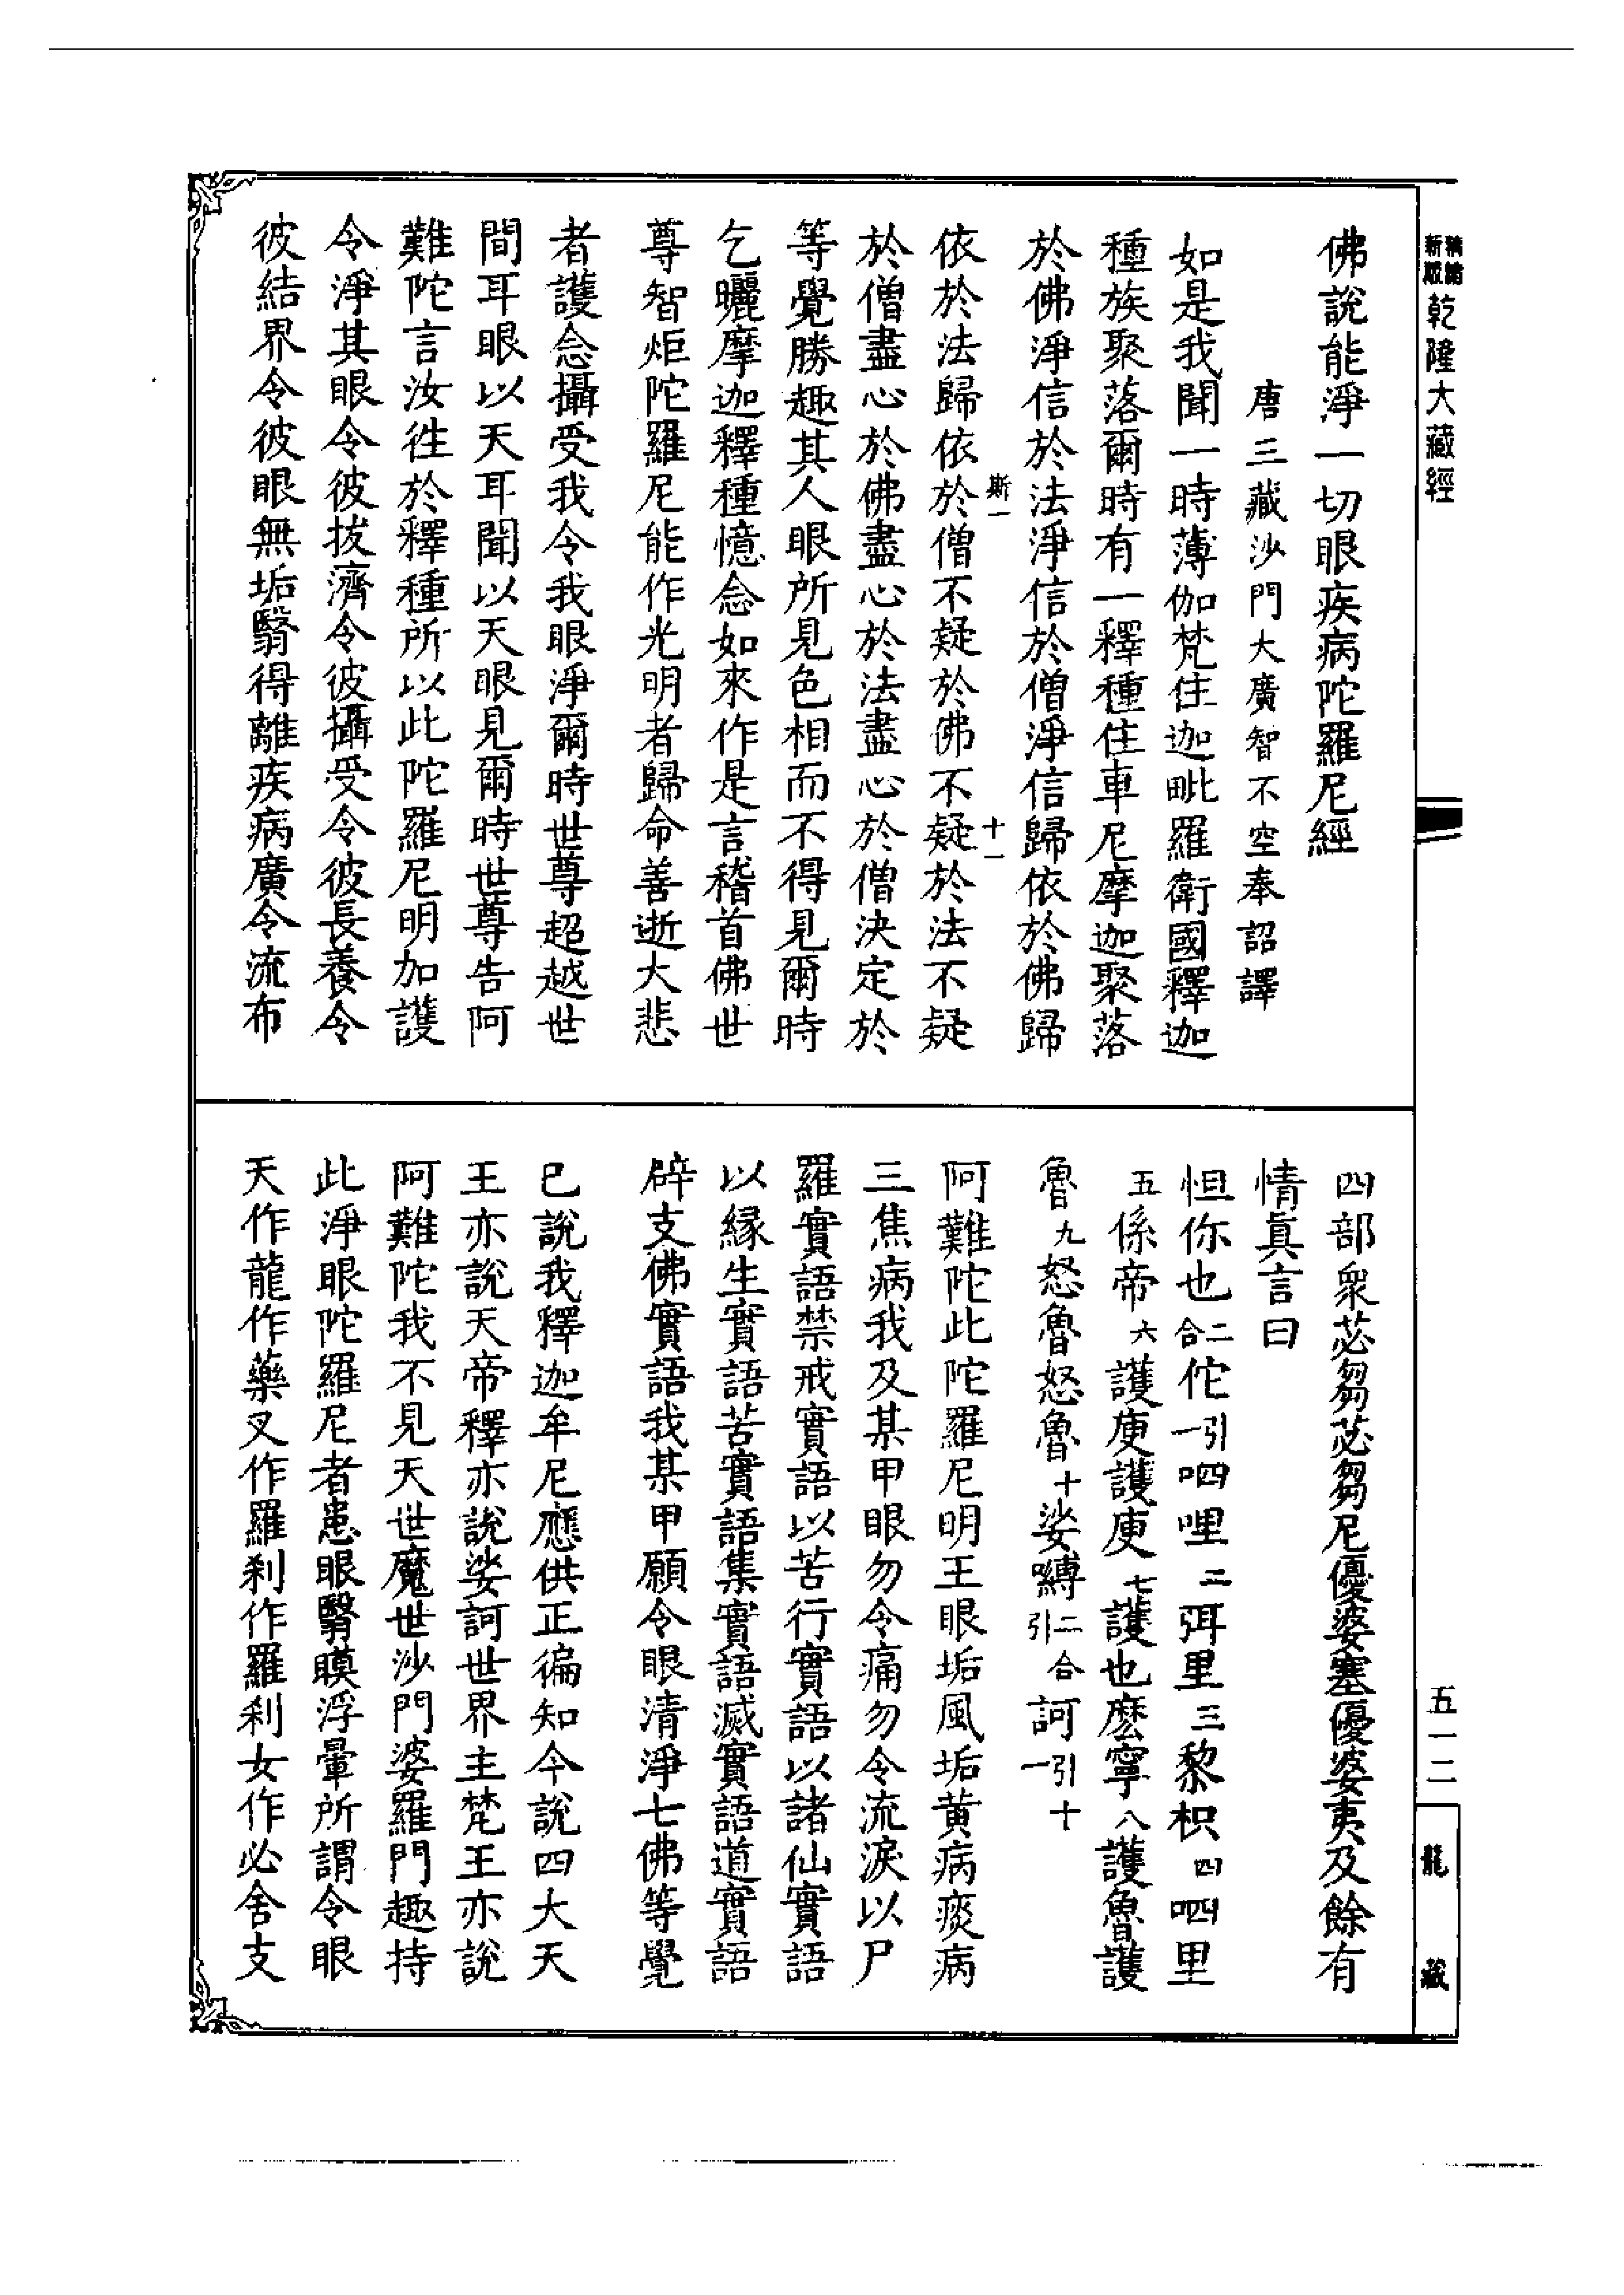 新版
精編
乾隆大藏經
佛說能淨一切眼疾病陀羅尼經
唐三藏沙門大廣智不空奉詔譯
如是我聞一時薄伽梵住迦毗羅衛國釋迦
種族聚落爾時有一釋種住車尼摩迦聚落
於佛淨信於法淨信於僧淨信歸依於佛歸
斯一
十一
依於法歸依於僧不疑於佛不疑於法不疑
於僧盡心於佛盡心於法盡心於僧決定於
等覺勝趣其人眼所見色相而不得見爾時
乞曬摩迦釋種憶念如來作是言稽首佛世
尊智炬陀羅尼能作光明者歸命善逝大悲
者護念攝受我令我眼淨爾時世尊超越世
間耳眼以天耳聞以天眼見爾時世尊告阿
難陀言汝往於釋種所以此陀羅尼明加護
令淨其眼令彼拔濟令彼攝受令彼長養令
彼結界令彼眼無垢翳得離疾病廣令流布
四部眾苾芻苾芻尼優婆塞優婆夷及餘有
情眞言曰
怛你也二合佗引一呬哩二弭里三黎枳四呬里
五係帝六護庾護庾七護也麽寧八護魯護
魯九怒魯怒魯十娑嚩二合引訶引十一
阿難陀此陀羅尼明王眼垢風垢黄病痰病
三焦病我及某甲眼勿令痛勿令流淚以尸
羅實語禁戒實語以苦行實語以諸仙實語
以緣生實語苦實語集實語滅實語道實語
辟支佛實語我某甲願令眼清淨七佛等覺
已說我釋迦牟尼應供正徧知今說四大天
王亦說天帝釋亦說娑訶世界主梵王亦說
阿難陀我不見天世魔世沙門婆羅門趣持
此淨眼陀羅尼者患眼翳瞙浮暈所謂令眼
天作龍作藥叉作羅刹作羅刹女作必舍支
五一二
龍藏